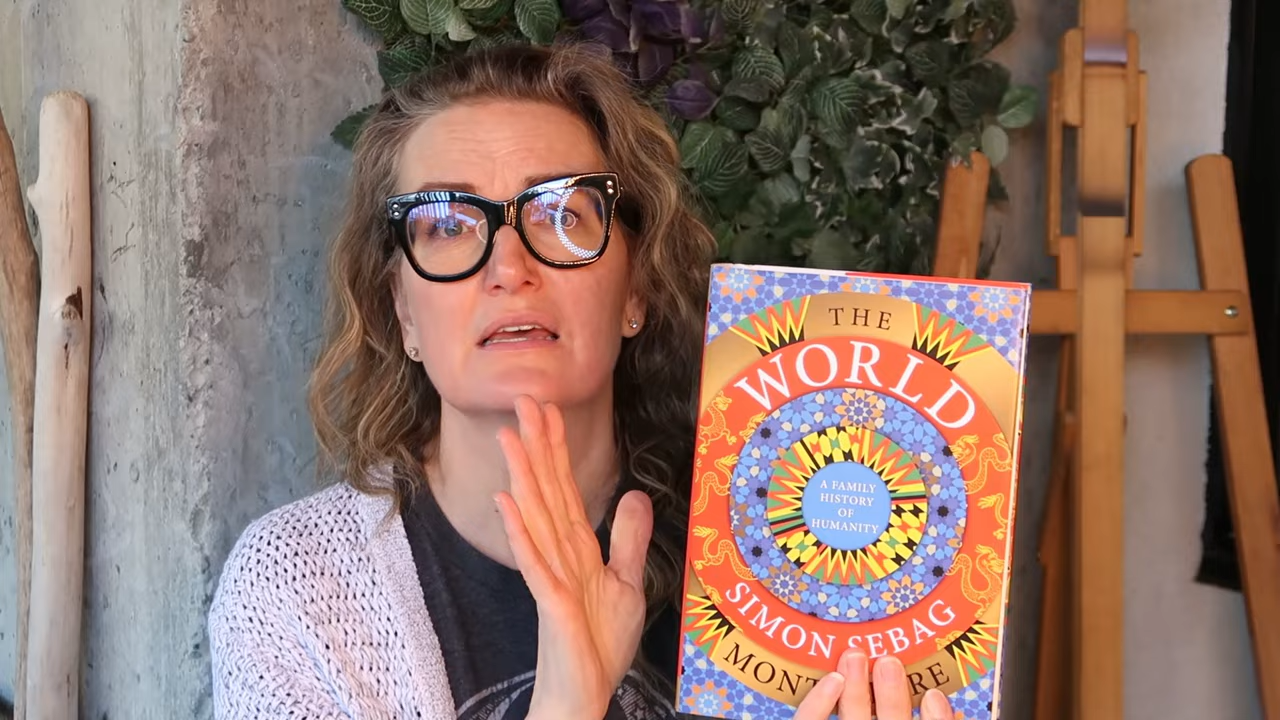 THE
WORLD
A FAMILY
HISTORY
OF
HUMANITY
SIMON SEBAG